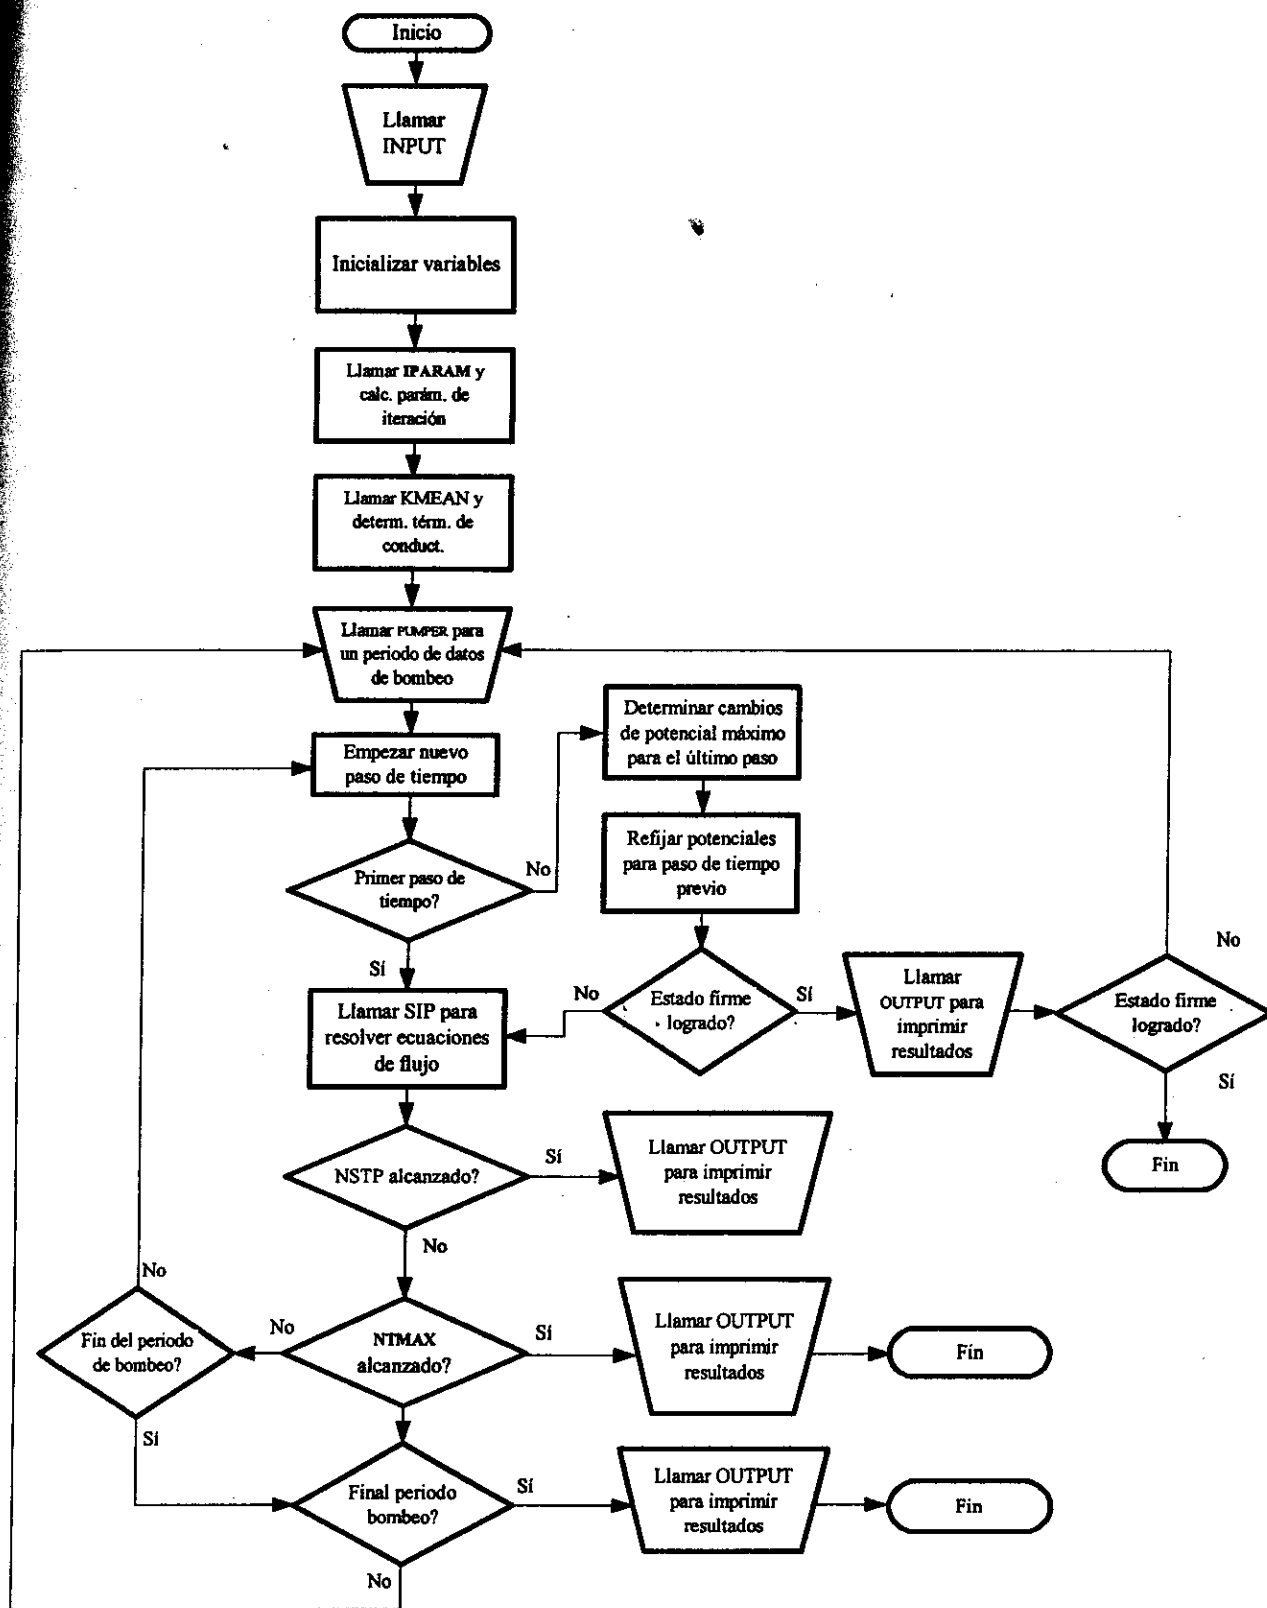 Inicio
Llamar
INPUT
Inicializar variables
Llamar IPARAM y
calc. parám. de
iteración
Llamar KMEAN y
determ. térm. de
conduct.
Llamar PUMPER para
un periodo de datos
de bombeo
Empezar nuevo
paso de tiempo
Determinar cambios
de potencial máximo
para el último paso
Refijar potenciales
para paso de tiempo
previo
Primer paso de
tiempo?
No
Sí
Llamar SIP para
resolver ecuaciones
de flujo
No
Estado firme
logrado?
Sí
Llamar
OUTPUT para
imprimir
resultados
Estado firme
logrado?
No
Sí
Fin
NSTP alcanzado?
Sí
Llamar OUTPUT
para imprimir
resultados
No
No
Fin del periodo
de bombeo?
Sí
No
NTMAX
alcanzado?
Sí
Llamar OUTPUT
para imprimir
resultados
Fin
Final periodo
bombeo?
Sí
Llamar OUTPUT
para imprimir
resultados
Fin
No